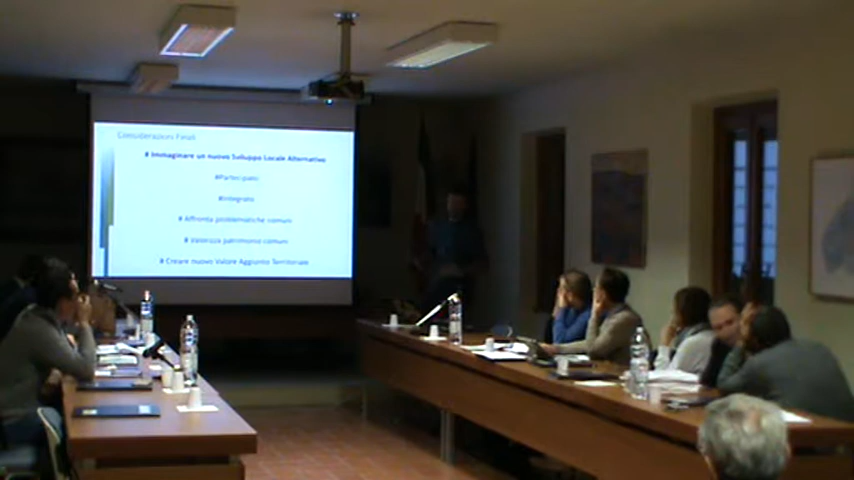 Considerazioni Finali
# Immaginare un nuovo Sviluppo Locale Alternativo
#Partecipato
#Integrato
# Affronta problematiche comuni
# Valorizza patrimonio comuni
# Creare nuovo Valore Aggiunto Territoriale